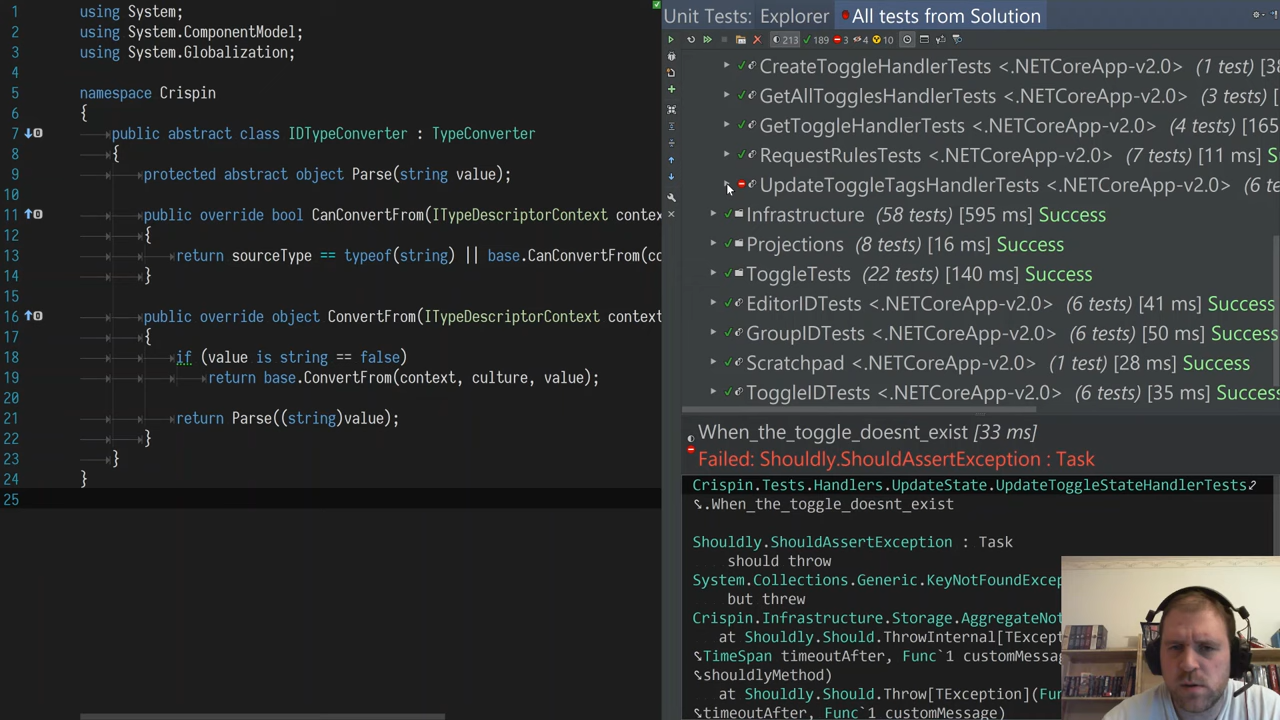 1 using System;
2 using System.ComponentModel;
3 using System.Globalization;
4
5 namespace Crispin
6 {
7 public abstract class IDTypeConverter : TypeConverter
8 {
9 protected abstract object Parse(string value);
10
11 public override bool CanConvertFrom(ITypeDescriptorContext contex
12 {
13 return sourceType == typeof(string) || base.CanConvertFrom(co
14 }
15
16 public override object ConvertFrom(ITypeDescriptorContext context
17 {
18 if (value is string == false)
19 return base.ConvertFrom(context, culture, value);
20
21 return Parse((string)value);
22 }
23 }
24 }
25
Unit Tests: Explorer All tests from Solution
213 189 3 4 10
CreateToggleHandlerTests <.NETCoreApp-v2.0> (1 test) [38
GetAllTogglesHandlerTests <.NETCoreApp-v2.0> (3 tests) [
GetToggleHandlerTests <.NETCoreApp-v2.0> (4 tests) [165
RequestRulesTests <.NETCoreApp-v2.0> (7 tests) [11 ms] S
UpdateToggleTagsHandlerTests <.NETCoreApp-v2.0> (6 te
Infrastructure (58 tests) [595 ms] Success
Projections (8 tests) [16 ms] Success
ToggleTests (22 tests) [140 ms] Success
EditorIDTests <.NETCoreApp-v2.0> (6 tests) [41 ms] Success
GroupIDTests <.NETCoreApp-v2.0> (6 tests) [50 ms] Success
Scratchpad <.NETCoreApp-v2.0> (1 test) [28 ms] Success
ToggleIDTests <.NETCoreApp-v2.0> (6 tests) [35 ms] Success
When_the_toggle_doesnt_exist [33 ms]
Failed: Shouldly.ShouldAssertException : Task
Crispin.Tests.Handlers.UpdateState.UpdateToggleStateHandlerTests
.When_the_toggle_doesnt_exist
Shouldly.ShouldAssertException : Task
should throw
System.Collections.Generic.KeyNotFoundExcep
but threw
Crispin.Infrastructure.Storage.AggregateNot
at Shouldly.Should.ThrowInternal[TExcept
TimeSpan timeoutAfter, Func`1 customMessag
shouldlyMethod)
at Shouldly.Should.Throw[TException](Fun
timeoutAfter, Func`1 customMessage)